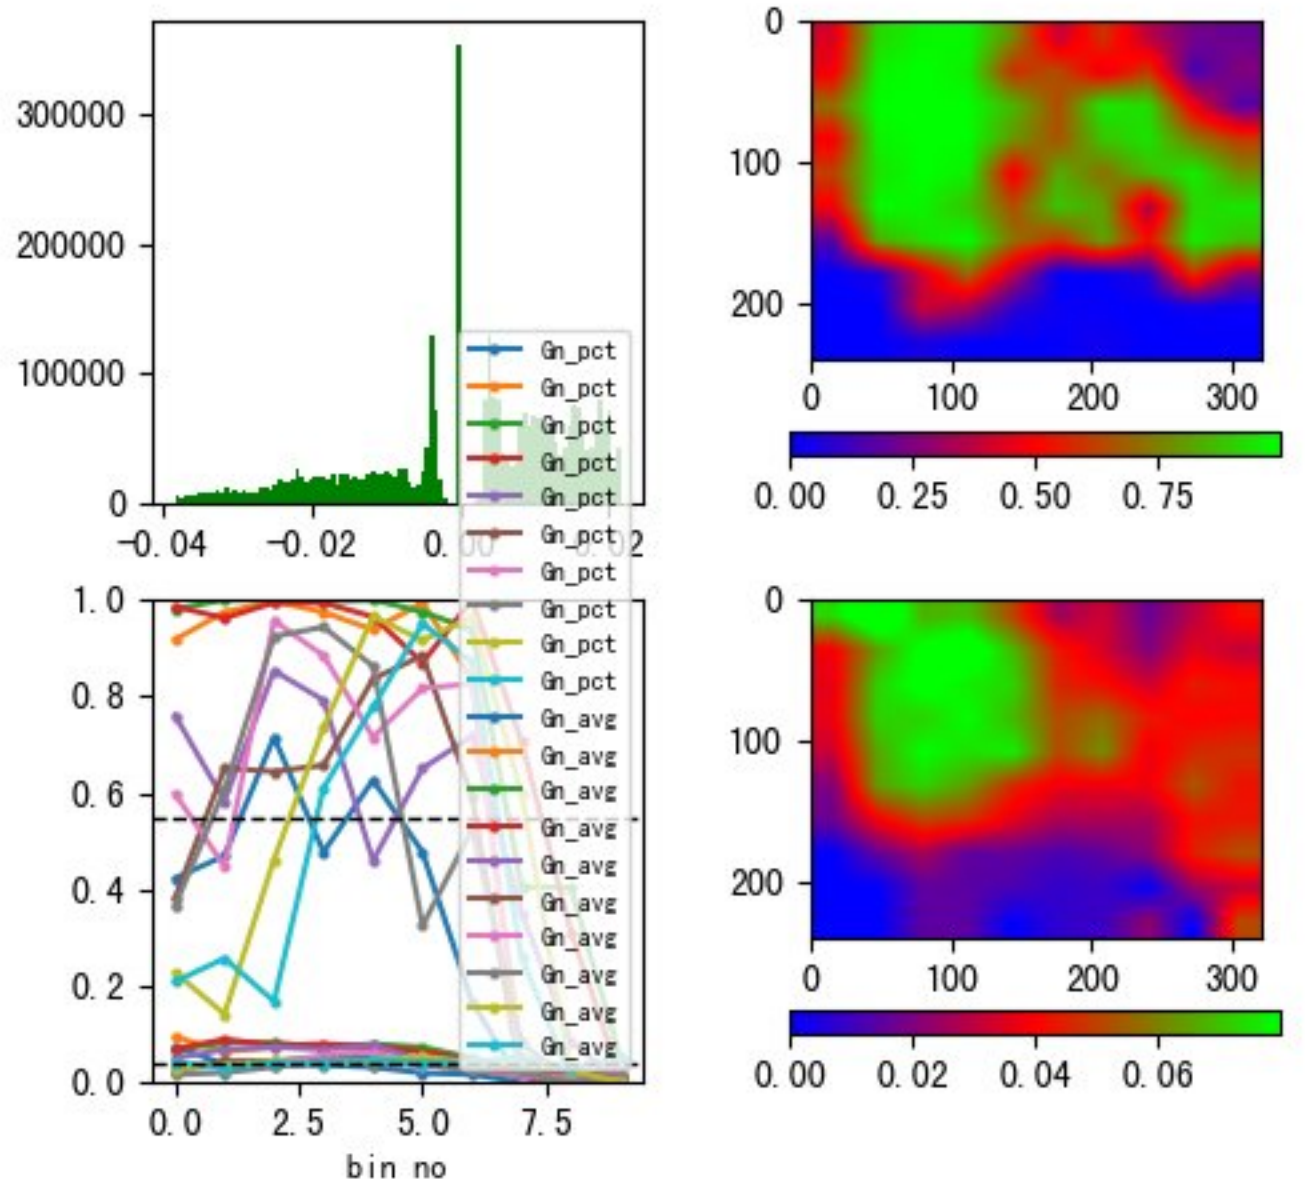 300000
200000
100000
0
-0.04 -0.02 0.00 0.02
Gn_pct
Gn_pct
Gn_pct
Gn_pct
Gn_pct
Gn_pct
Gn_pct
Gn_pct
Gn_pct
Gn_pct
Gn_avg
Gn_avg
Gn_avg
Gn_avg
Gn_avg
Gn_avg
Gn_avg
Gn_avg
Gn_avg
Gn_avg
0
100
200
0 100 200 300
0.00 0.25 0.50 0.75
1.0
0.8
0.6
0.4
0.2
0.0
0.0 2.5 5.0 7.5
bin no
0
100
200
0 100 200 300
0.00 0.02 0.04 0.06